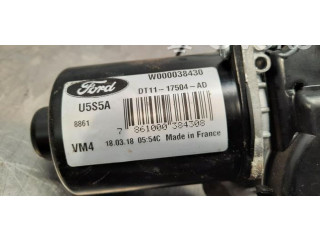 Ford
W000038430
DT11-17504-AD
U5S5A
8861
7 861000 384308
VM4
18.03.18 05:54C Made in France